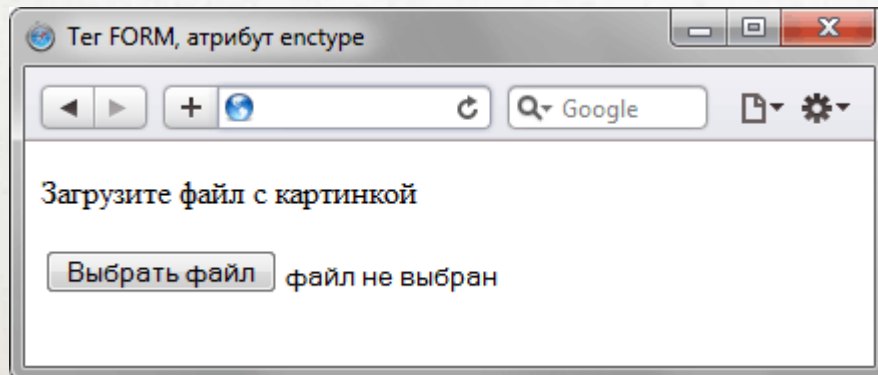 Тег FORM, атрибут enctype
Google
Загрузите файл с картинкой
Выбрать файл файл не выбран